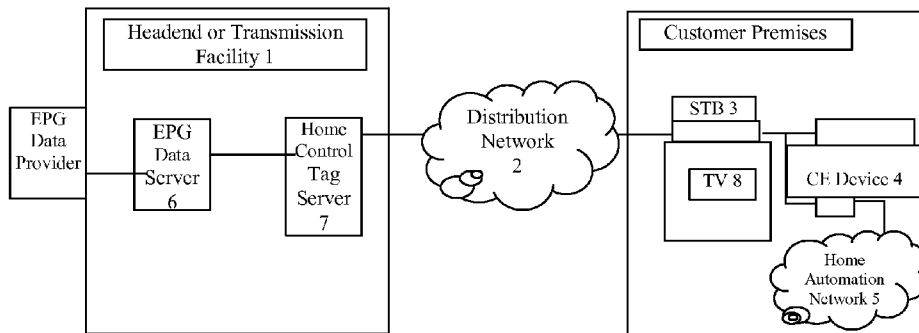 Headend or Transmission
Facility 1
Customer Premises
EPG
Data
Provider
EPG
Data
Server
6
Home
Control
Tag
Server
7
Distribution
Network
2
STB 3
TV 8
CE Device 4
Home
Automation
Network 5